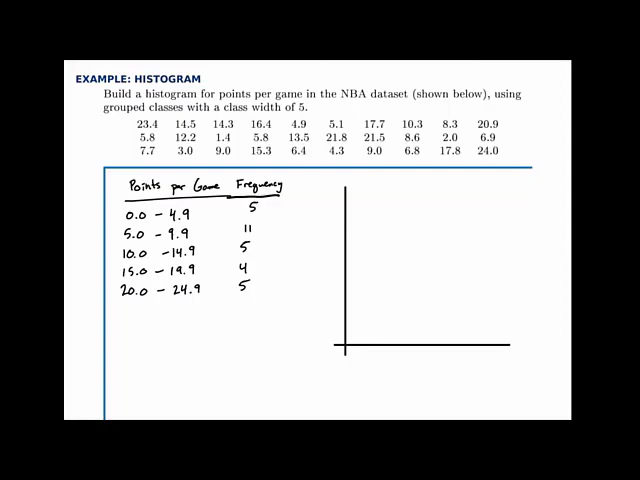 EXAMPLE: HISTOGRAM
Build a histogram for points per game in the NBA dataset (shown below), using
grouped classes with a class width of 5.
23.4 14.5 14.3 16.4 4.9 5.1 17.7 10.3 8.3 20.9
5.8 12.2 1.4 5.8 13.5 21.8 21.5 8.6 2.0 6.9
7.7 3.0 9.0 15.3 6.4 4.3 9.0 6.8 17.8 24.0
Points per Game Frequency
0.0 - 4.9 5
5.0 - 9.9 11
10.0 - 14.9 5
15.0 - 19.9 4
20.0 - 24.9 5